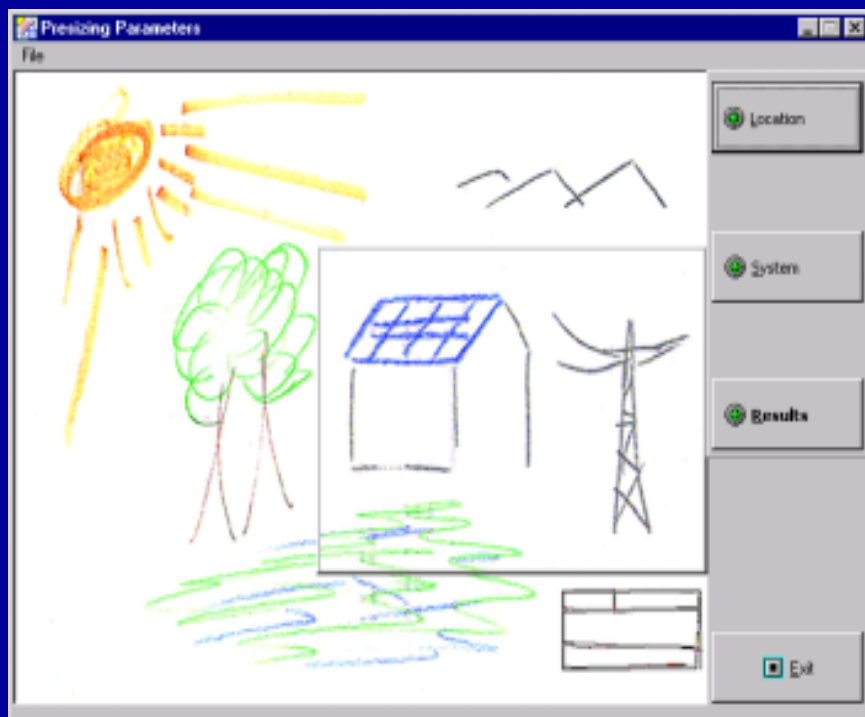 Presizing Parameters
File
Location
System
Results
Exit